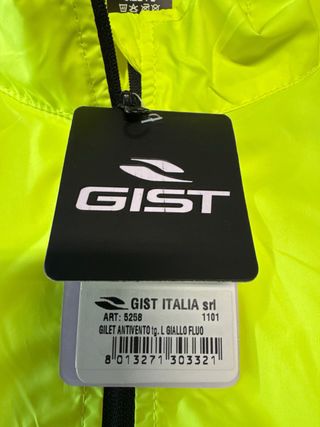 GIST
GIST ITALIA srl
ART: 5258 1101
GILET ANTIVENTO tg. L GIALLO FLUO
8 013271 303321